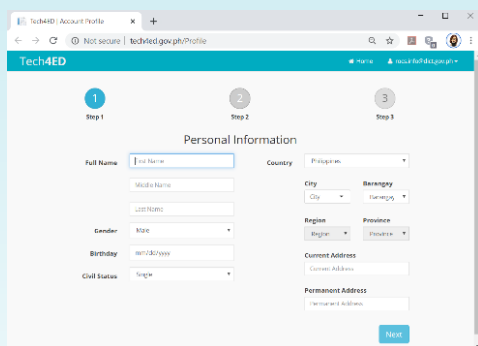 Tech4ED | Account Profile
Not secure | tech4ed.gov.ph/Profile
Tech4ED
Home
1
2
3
Step 1
Step 2
Step 3
Personal Information
Full Name
First Name
Country
Philippines
Middle Name
City
Barangay
City
Barangay
Last Name
Region
Province
Gender
Male
Region
Province
Birthday
mm/dd/yyyy
Current Address
Civil Status
Single
Current Address
Permanent Address
Permanent Address
Next